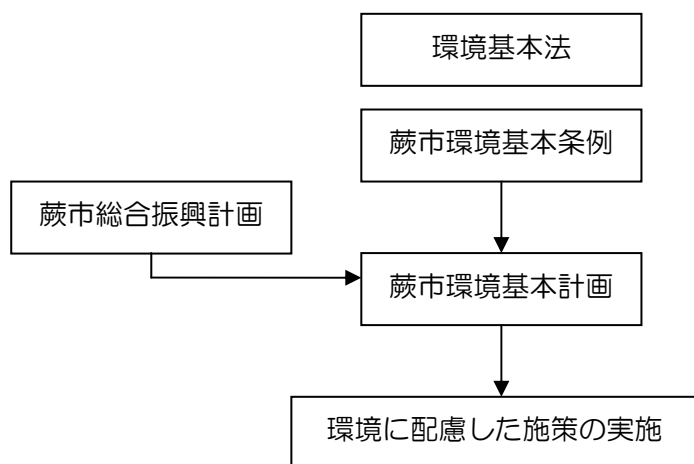 環境基本法
蕨市環境基本条例
蕨市総合振興計画
蕨市環境基本計画
環境に配慮した施策の実施